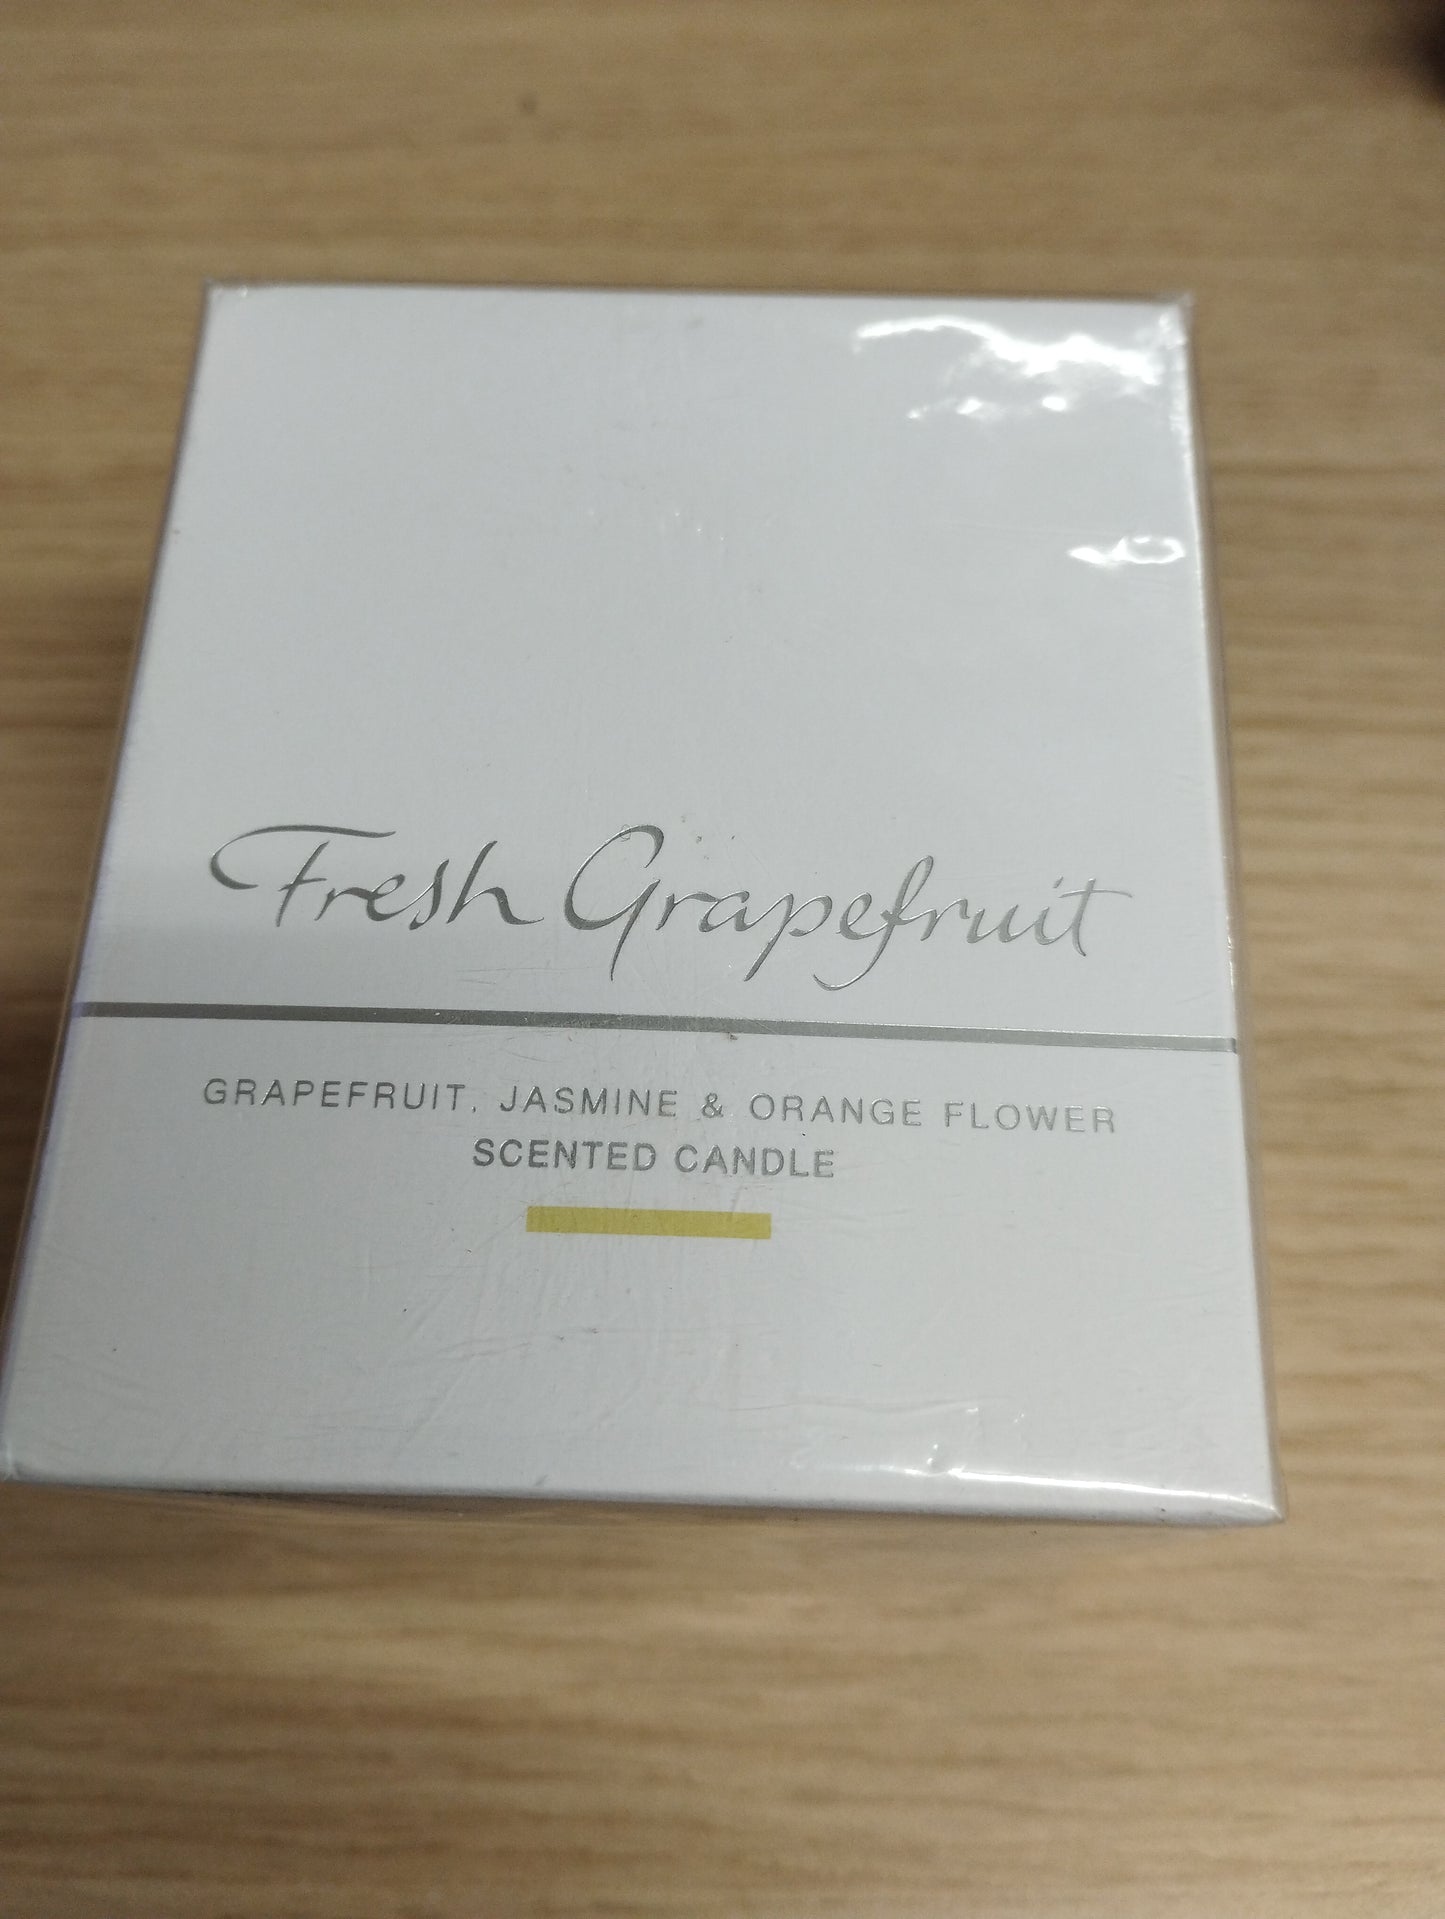 Fresh Grapefruit
GRAPEFRUIT, JASMINE & ORANGE FLOWER
SCENTED CANDLE